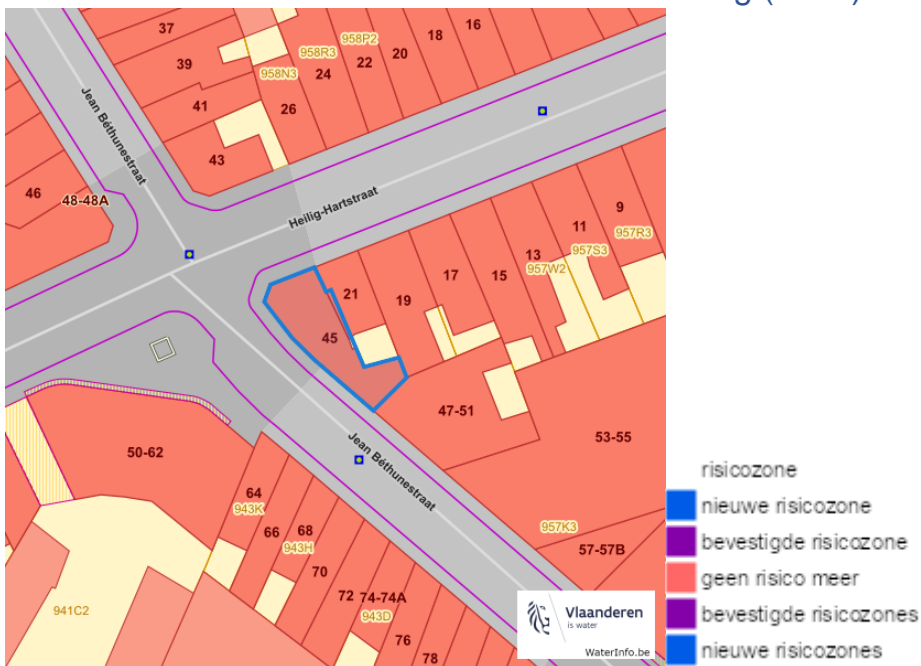 37
16
18
958P2
20
958R3
22
39
958N3
24
Jean Béthunestraat
41
26
43
46
48-48A
Heilig-Hartstraat
9
11
957R3
957S3
13
957W2
17
15
21
19
45
47-51
53-55
50-62
Jean Béthunestraat
64
943K
66
68
943H
70
957K3
57-57B
72
74-74A
943D
76
78
941C2
Vlaanderen
is water
WaterInfo.be
risicozone
nieuwe risicozone
bevestigde risicozone
geen risico meer
bevestigde risicozones
nieuwe risicozones